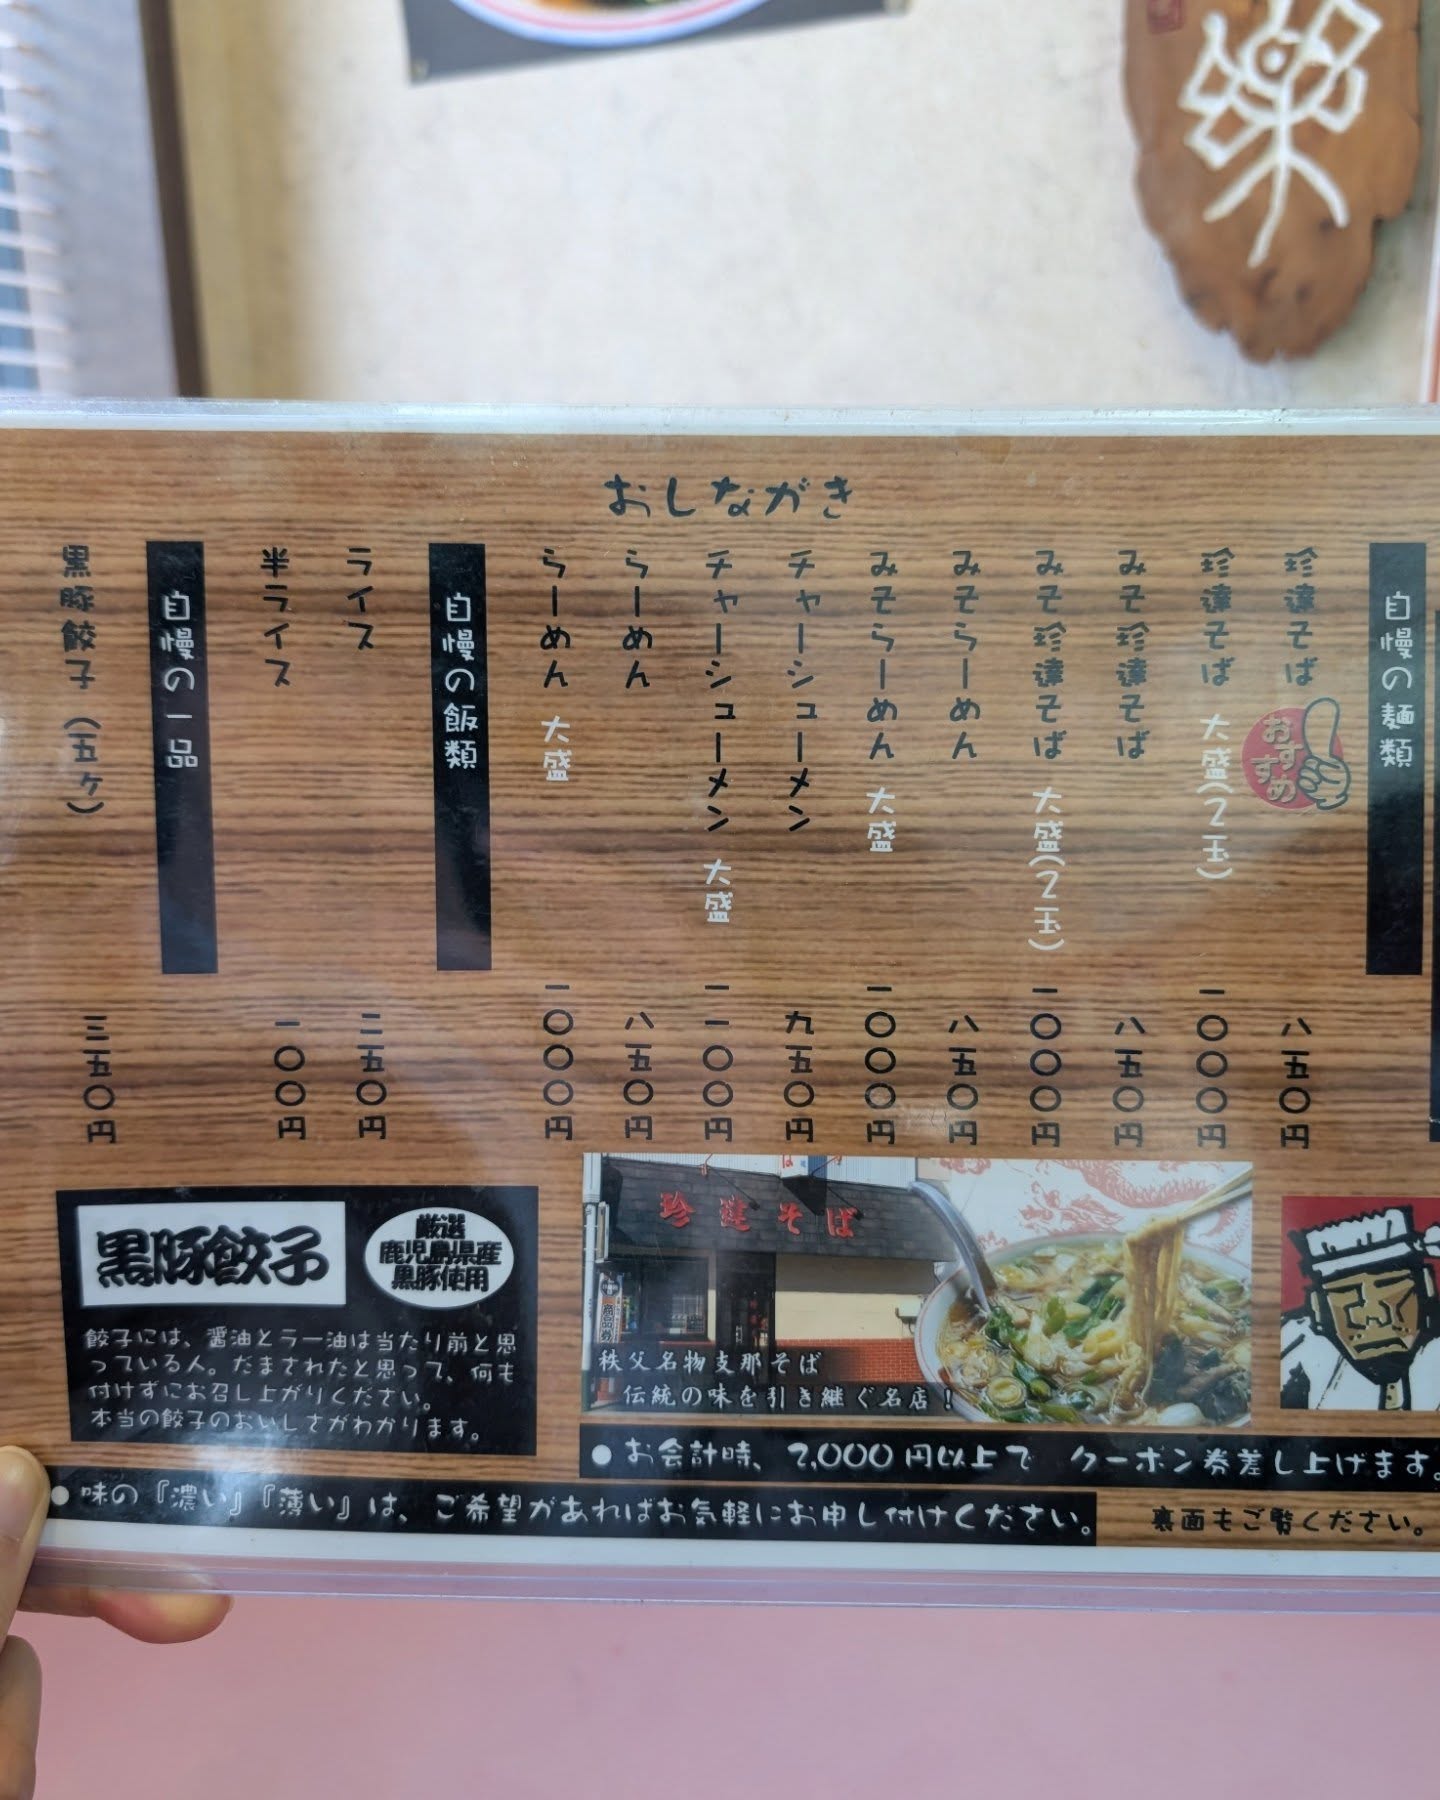 おしながき
自慢の麺類
珍達そば 八五〇円
おすすめ
珍達そば 大盛(2玉) 一〇〇〇円
みそ珍達そば 八五〇円
みそ珍達そば 大盛(2玉) 一〇〇〇円
みそらーめん 八五〇円
みそらーめん 大盛 一〇〇〇円
チャーシューメン 九五〇円
チャーシューメン 大盛 一一〇〇円
らーめん 八五〇円
らーめん 大盛 一〇〇〇円
自慢の飯類
ライス 二五〇円
半ライス 一〇〇円
自慢の一品
黒豚餃子(五ヶ) 三五〇円
珍達そば
秩父名物支那そば
伝統の味を引き継ぐ名店!
黒豚餃子
厳選
鹿児島県産
黒豚使用
餃子には、醤油とラー油は当たり前と思
っている人。だまされたと思って、何も
付けずにお召し上がりください。
本当の餃子のおいしさがわかります。
●お会計時、2,000円以上で クーポン券差し上げます。
●味の『濃い』『薄い』は、ご希望があればお気軽にお申し付けください。
裏面もご覧ください。